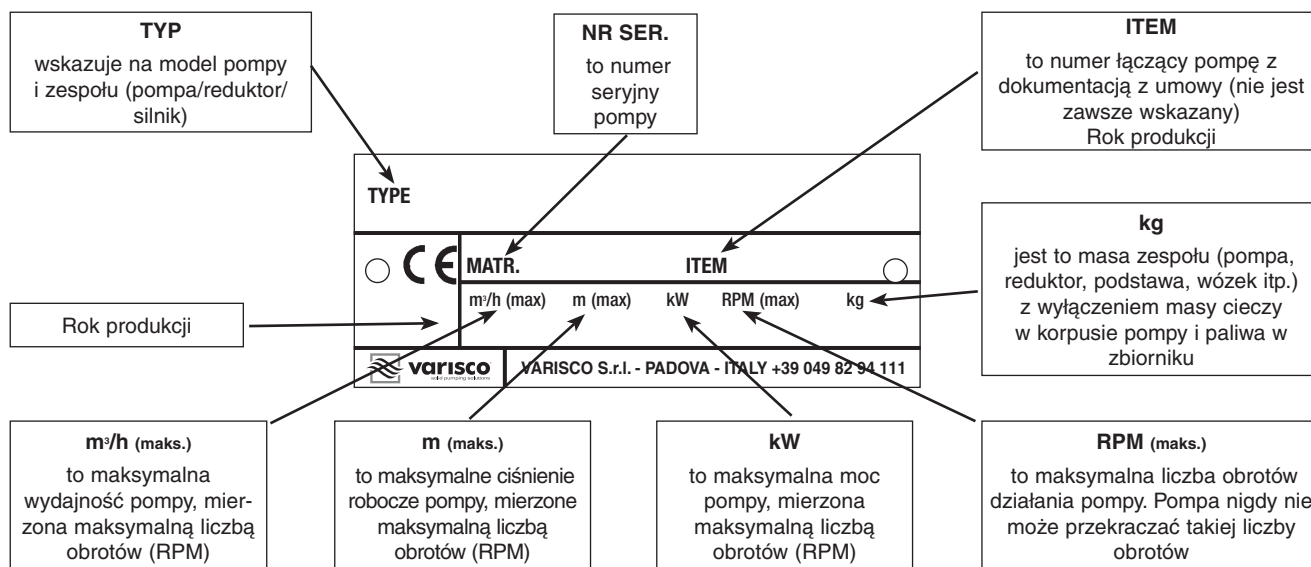 TYP
wskazuje na model pompy
i zespołu (pompa/reduktor/
silnik)
NR SER.
to numer
seryjny
pompy
ITEM
to numer łączący pompę z
dokumentacją z umowy (nie jest
zawsze wskazany)
Rok produkcji
TYPE
CE
MATR.
ITEM
m³/h (max)
m (max)
kW
RPM (max)
kg
kg
jest to masa zespołu (pompa,
reduktor, podstawa, wózek itp.)
z wyłączeniem masy cieczy
w korpusie pompy i paliwa w
zbiorniku
Rok produkcji
varisco
solid pumping solutions
VARISCO S.r.l. - PADOVA - ITALY +39 049 82 94 111
m³/h (maks.)
to maksymalna
wydajność pompy, mier-
zona maksymalną liczbą
obrotów (RPM)
m (maks.)
to maksymalne ciśnienie
robocze pompy, mierzone
maksymalną liczbą
obrotów (RPM)
kW
to maksymalna moc
pompy, mierzona
maksymalną liczbą
obrotów (RPM)
RPM (maks.)
to maksymalna liczba obrotów
działania pompy. Pompa nigdy nie
może przekraczać takiej liczby
obrotów